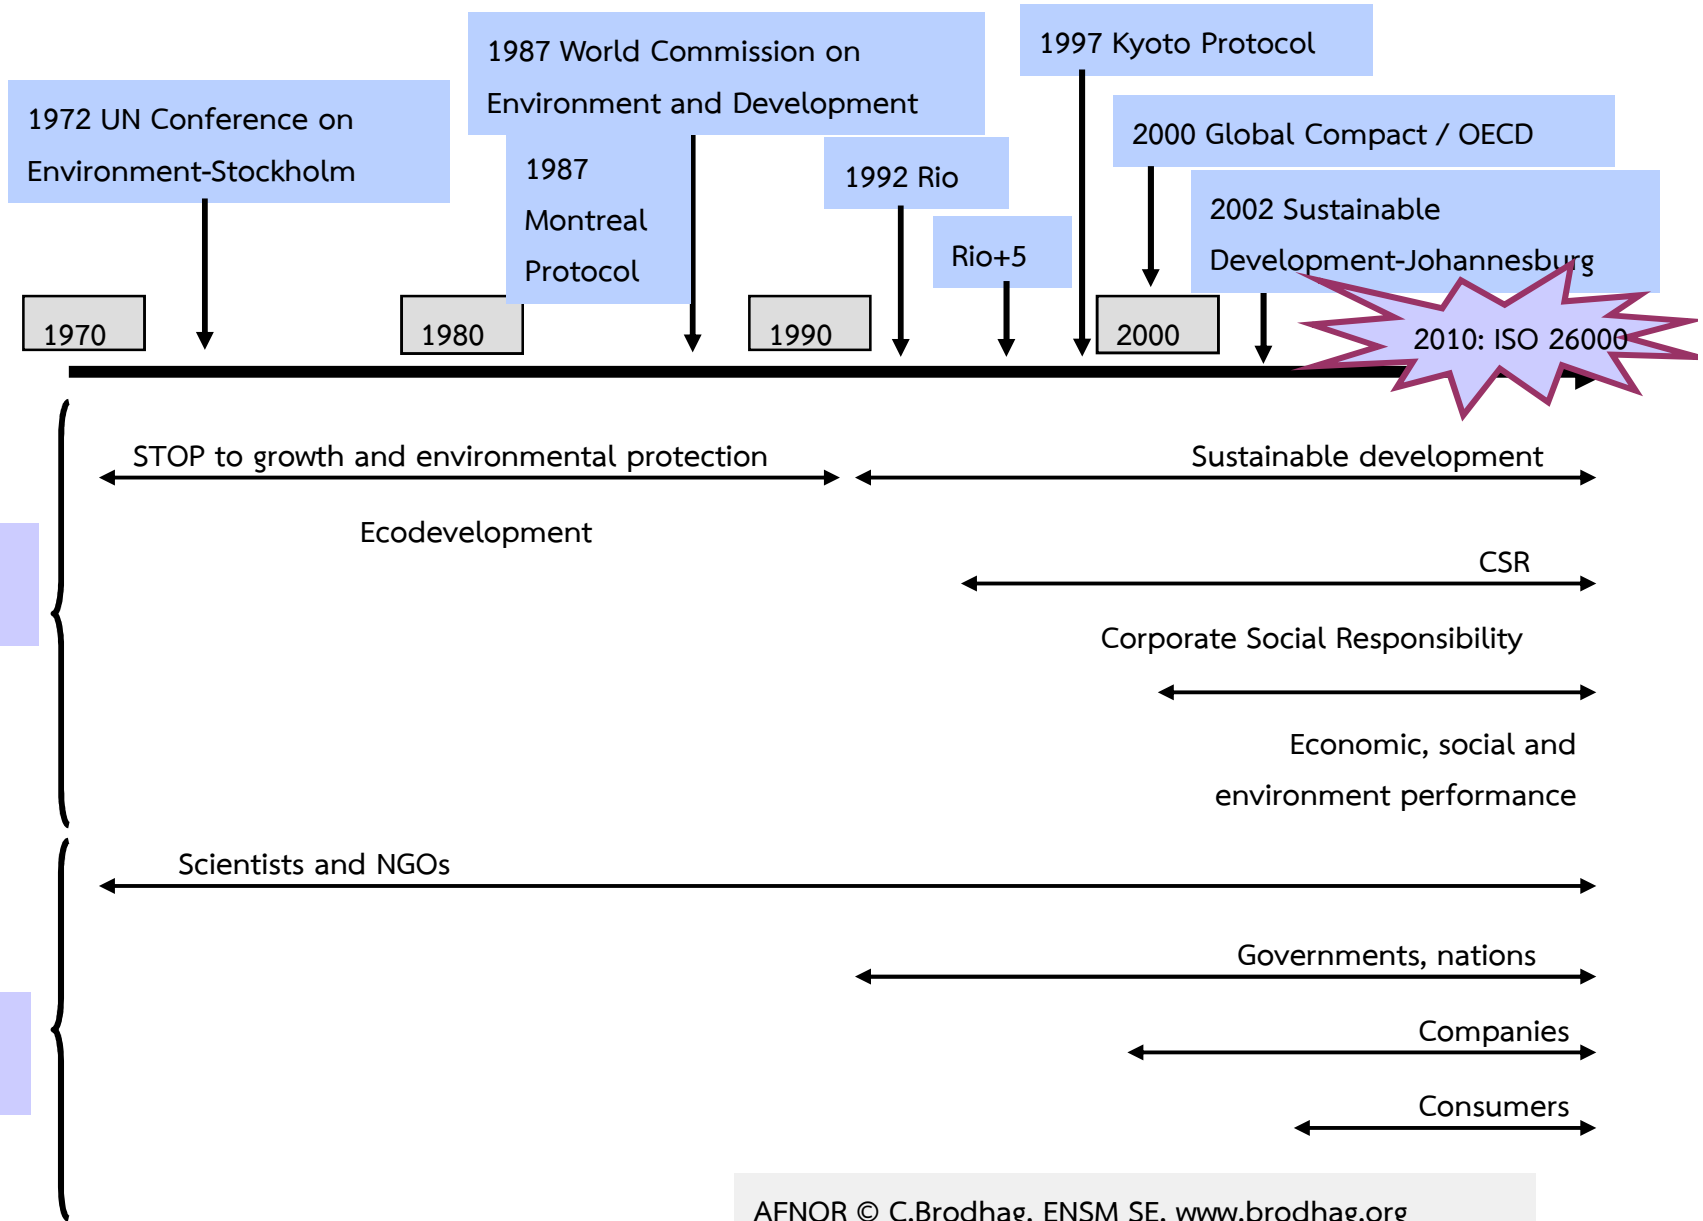 1987 World Commission on
Environment and Development
1997 Kyoto Protocol
1972 UN Conference on
Environment-Stockholm
1987
Montreal
Protocol
1992 Rio
2000 Global Compact / OECD
Rio+5
2002 Sustainable
Development-Johannesburg
1970
1980
1990
2000
2010: ISO 26000
STOP to growth and environmental protection
Sustainable development
Ecodevelopment
CSR
Corporate Social Responsibility
Economic, social and
environment performance
Scientists and NGOs
Governments, nations
Companies
Consumers
AFNOR © C.Brodhag, ENSM SE, www.brodhag.org